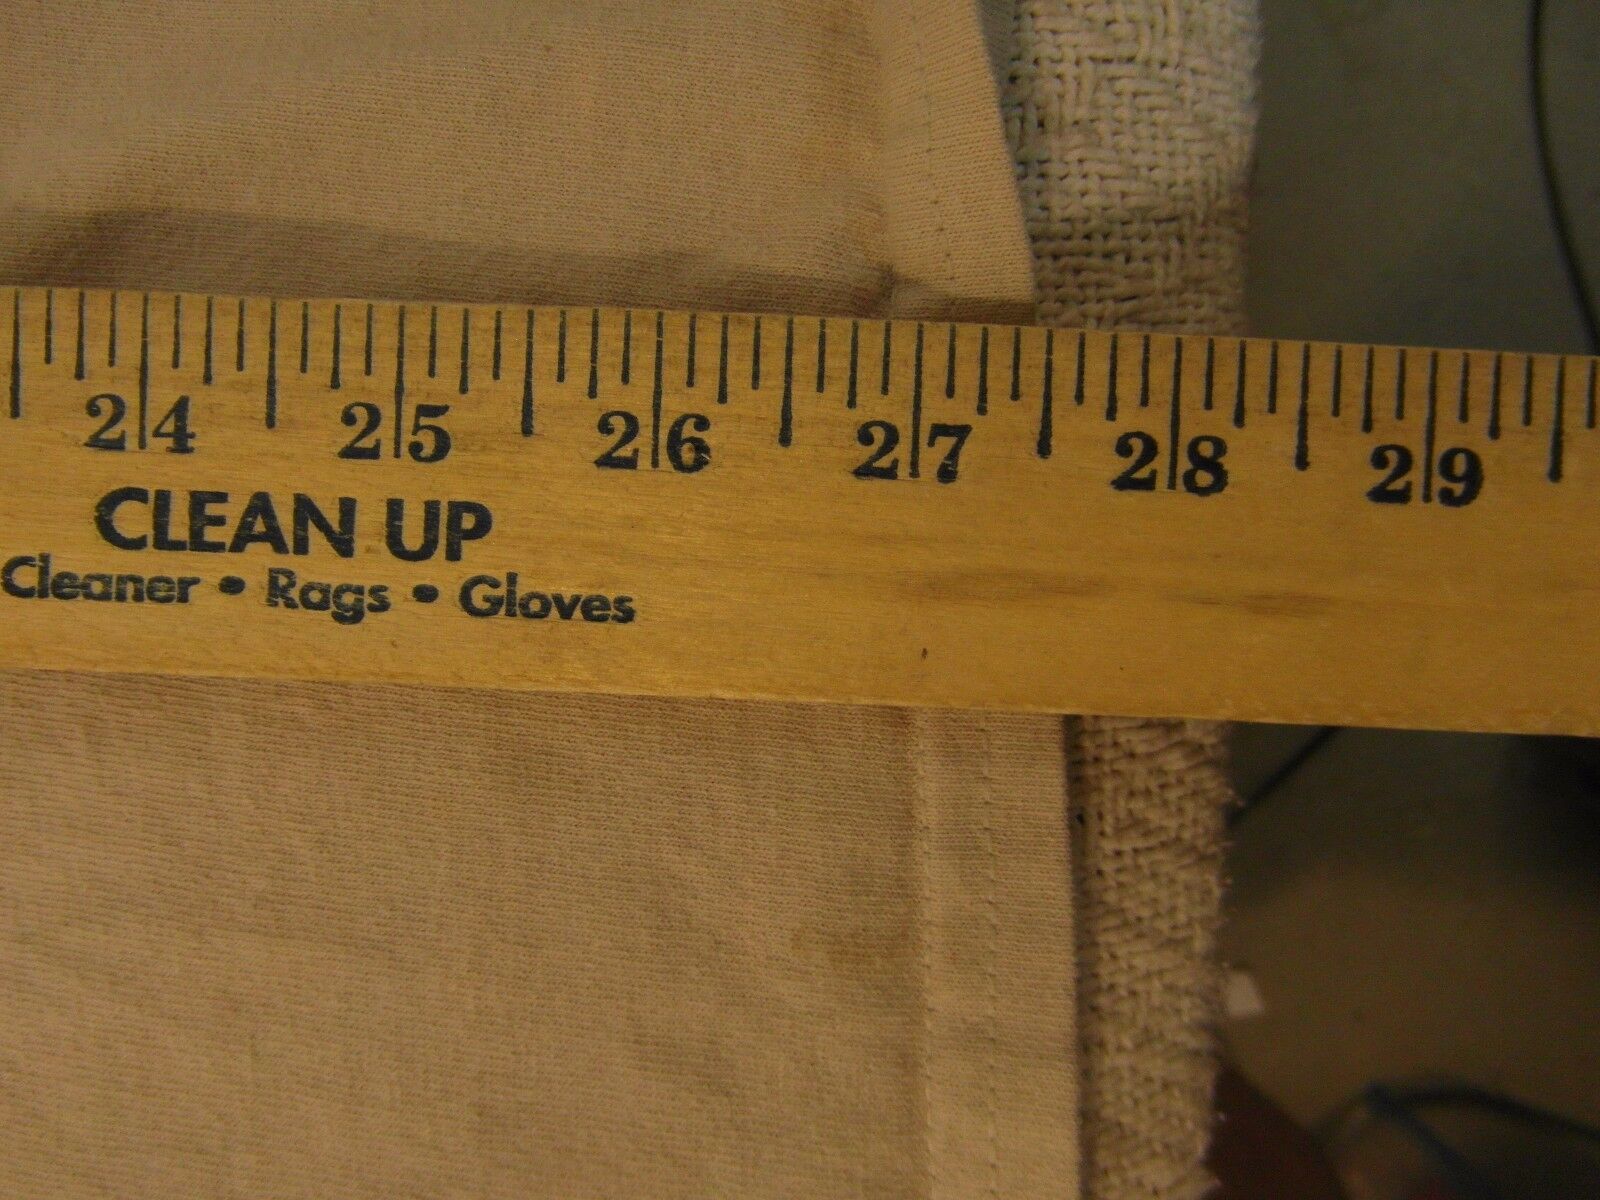 24 25 26 27 28 29
CLEAN UP
Cleaner • Rags • Gloves